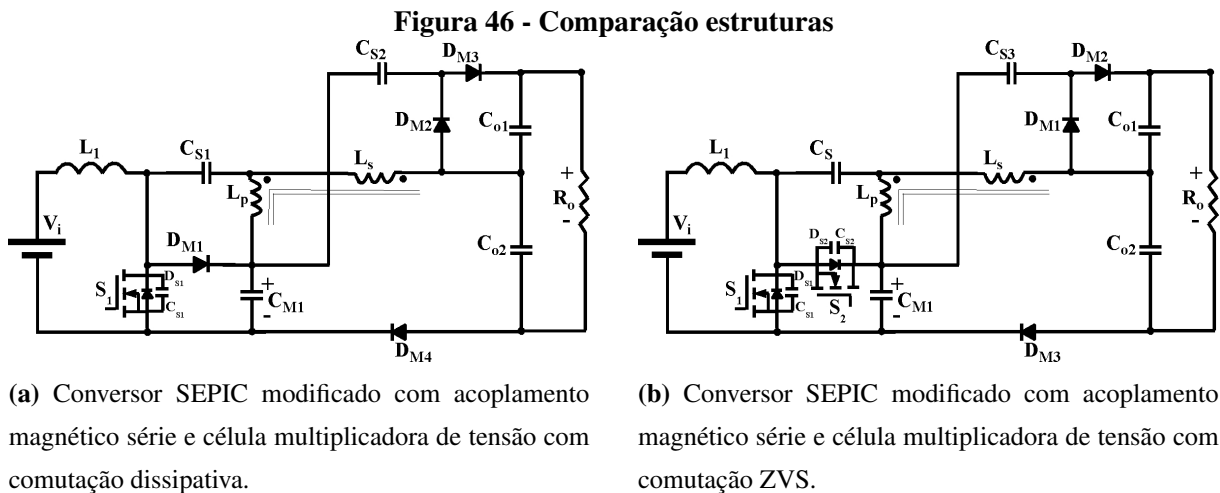 Figura 46 - Comparação estruturas
C_S2
D_M3
D_M2
C_o1
L_1
C_S1
L_s
L_p
+
R_o
-
V_i
D_M1
C_o2
S_1
D_S1
C_S1
+
C_M1
-
D_M4
C_S3
D_M2
D_M1
C_o1
L_1
C_S
L_s
L_p
+
R_o
-
V_i
D_S2
C_S2
C_o2
S_1
D_S1
C_S1
S_2
+
C_M1
-
D_M3
(a) Conversor SEPIC modificado com acoplamento
magnético série e célula multiplicadora de tensão com
comutação dissipativa.
(b) Conversor SEPIC modificado com acoplamento
magnético série e célula multiplicadora de tensão com
comutação ZVS.